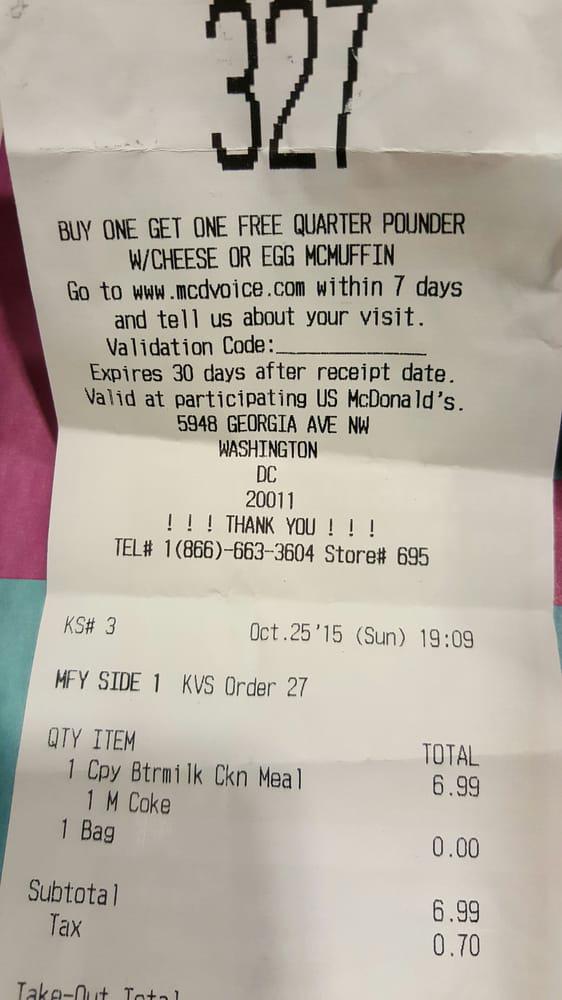 327
BUY ONE GET ONE FREE QUARTER POUNDER
W/CHEESE OR EGG MCMUFFIN
Go to www.mcdvoice.com within 7 days
and tell us about your visit.
Validation Code:______________
Expires 30 days after receipt date.
Valid at participating US McDonald's.
5948 GEORGIA AVE NW
WASHINGTON
DC
20011
! ! ! THANK YOU ! ! !
TEL# 1(866)-663-3604 Store# 695
KS# 3 Oct.25'15 (Sun) 19:09
MFY SIDE 1 KVS Order 27
QTY ITEM TOTAL
1 Cpy Btrmilk Ckn Meal 6.99
1 M Coke
1 Bag 0.00
Subtotal 6.99
Tax 0.70
Take-Out Total